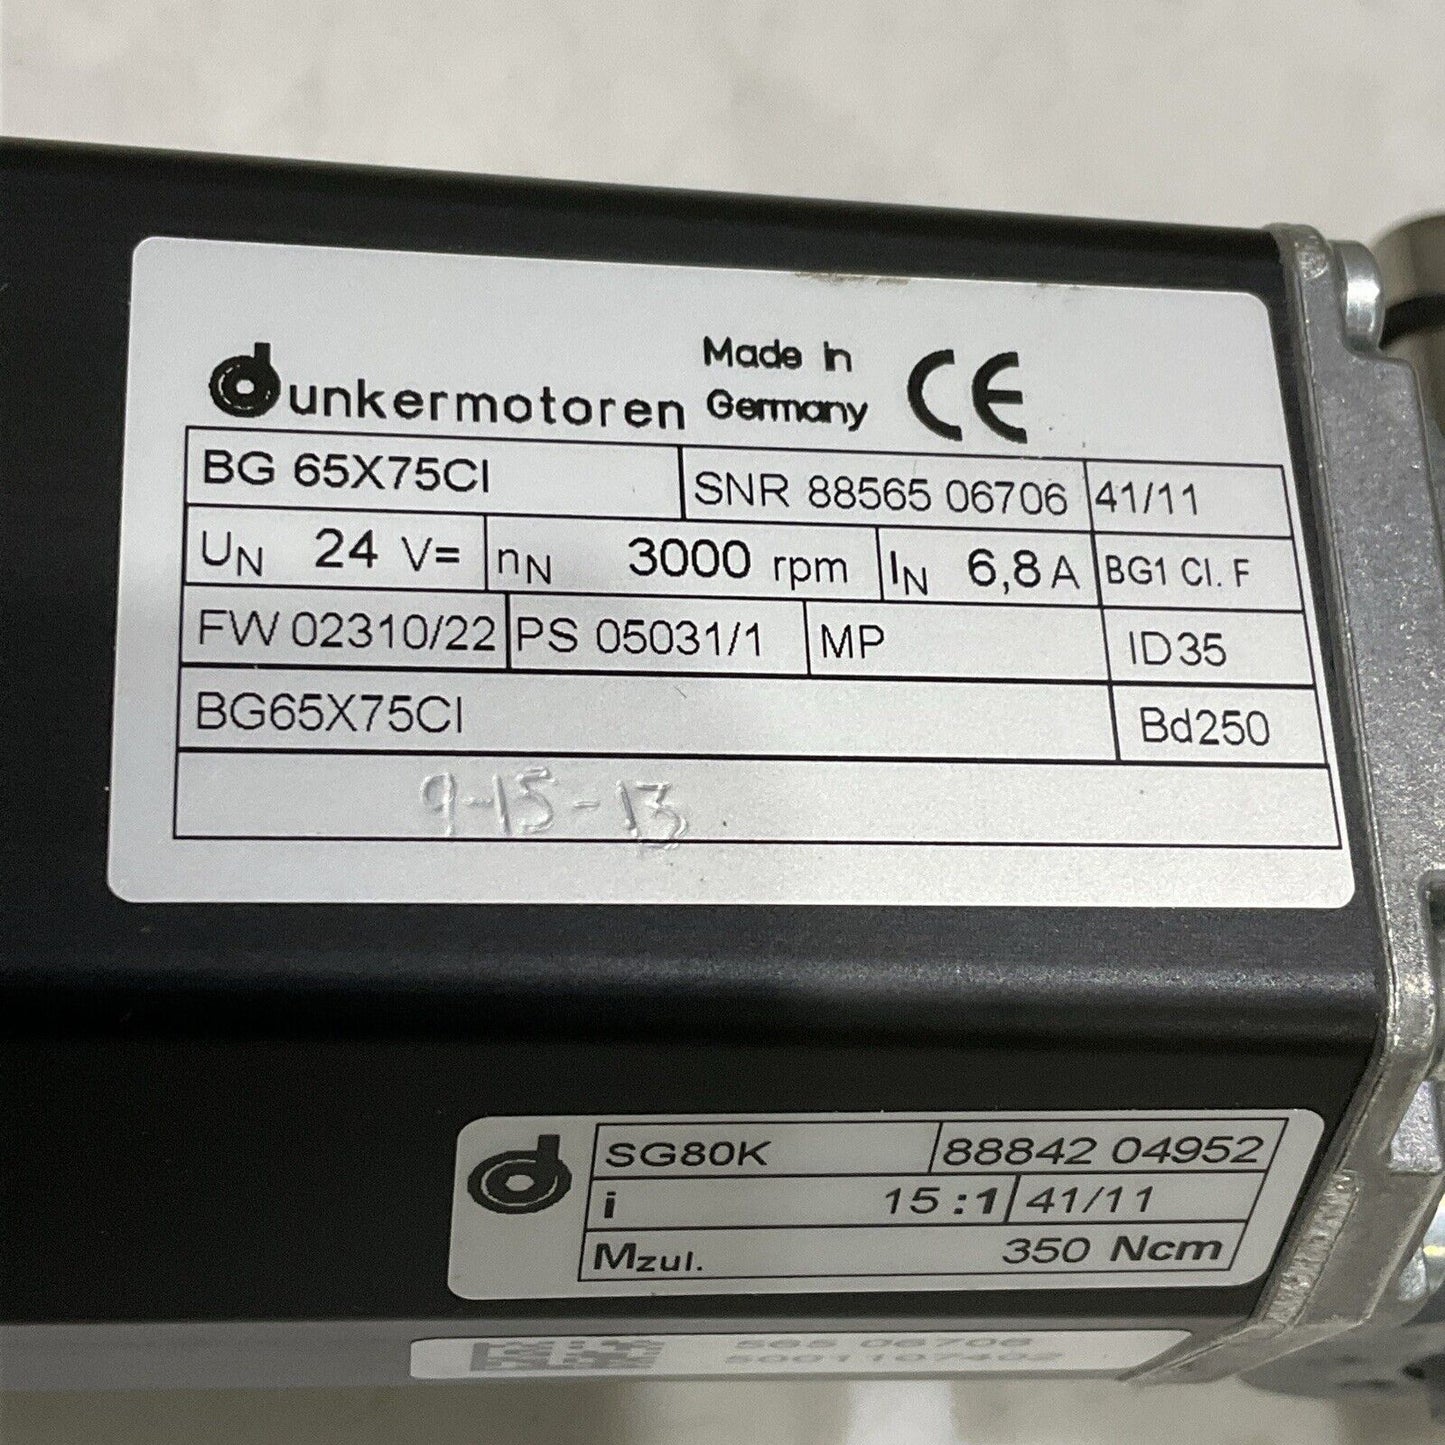 dunkermotoren Made in Germany CE
BG 65X75CI SNR 88565 06706 41/11
UN 24 V= nN 3000 rpm IN 6,8 A BG1 Cl. F
FW 02310/22 PS 05031/1 MP ID35
BG65X75CI Bd250
9-15-13
d SG80K 88842 04952
i 15:1 41/11
Mzul. 350 Ncm
565 06706